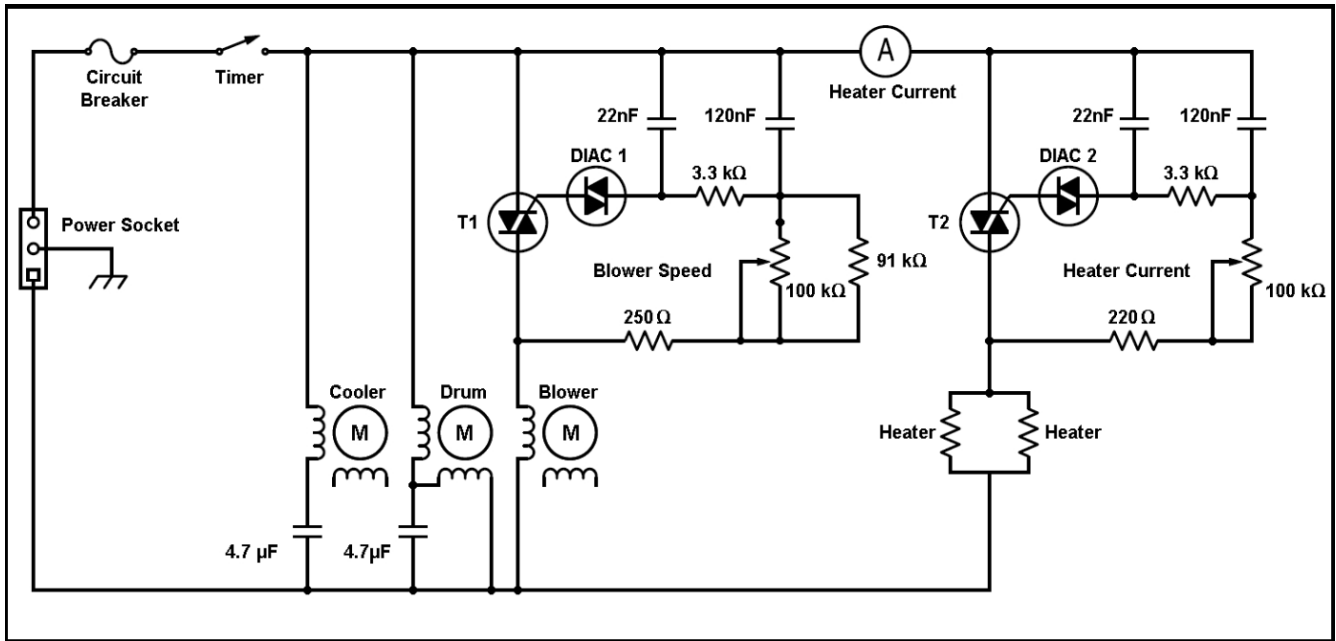 A
Circuit
Breaker
Timer
Heater Current
22nF
120nF
22nF
120nF
DIAC 1
DIAC 2
3.3 kΩ
3.3 kΩ
T1
T2
Power Socket
91 kΩ
Blower Speed
Heater Current
100 kΩ
100 kΩ
250 Ω
220 Ω
Cooler
Drum
Blower
M
M
M
Heater
Heater
4.7 µF
4.7µF